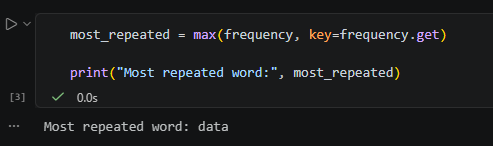 most_repeated = max(frequency, key=frequency.get)
print("Most repeated word:", most_repeated)
[3]
0.0s
Most repeated word: data